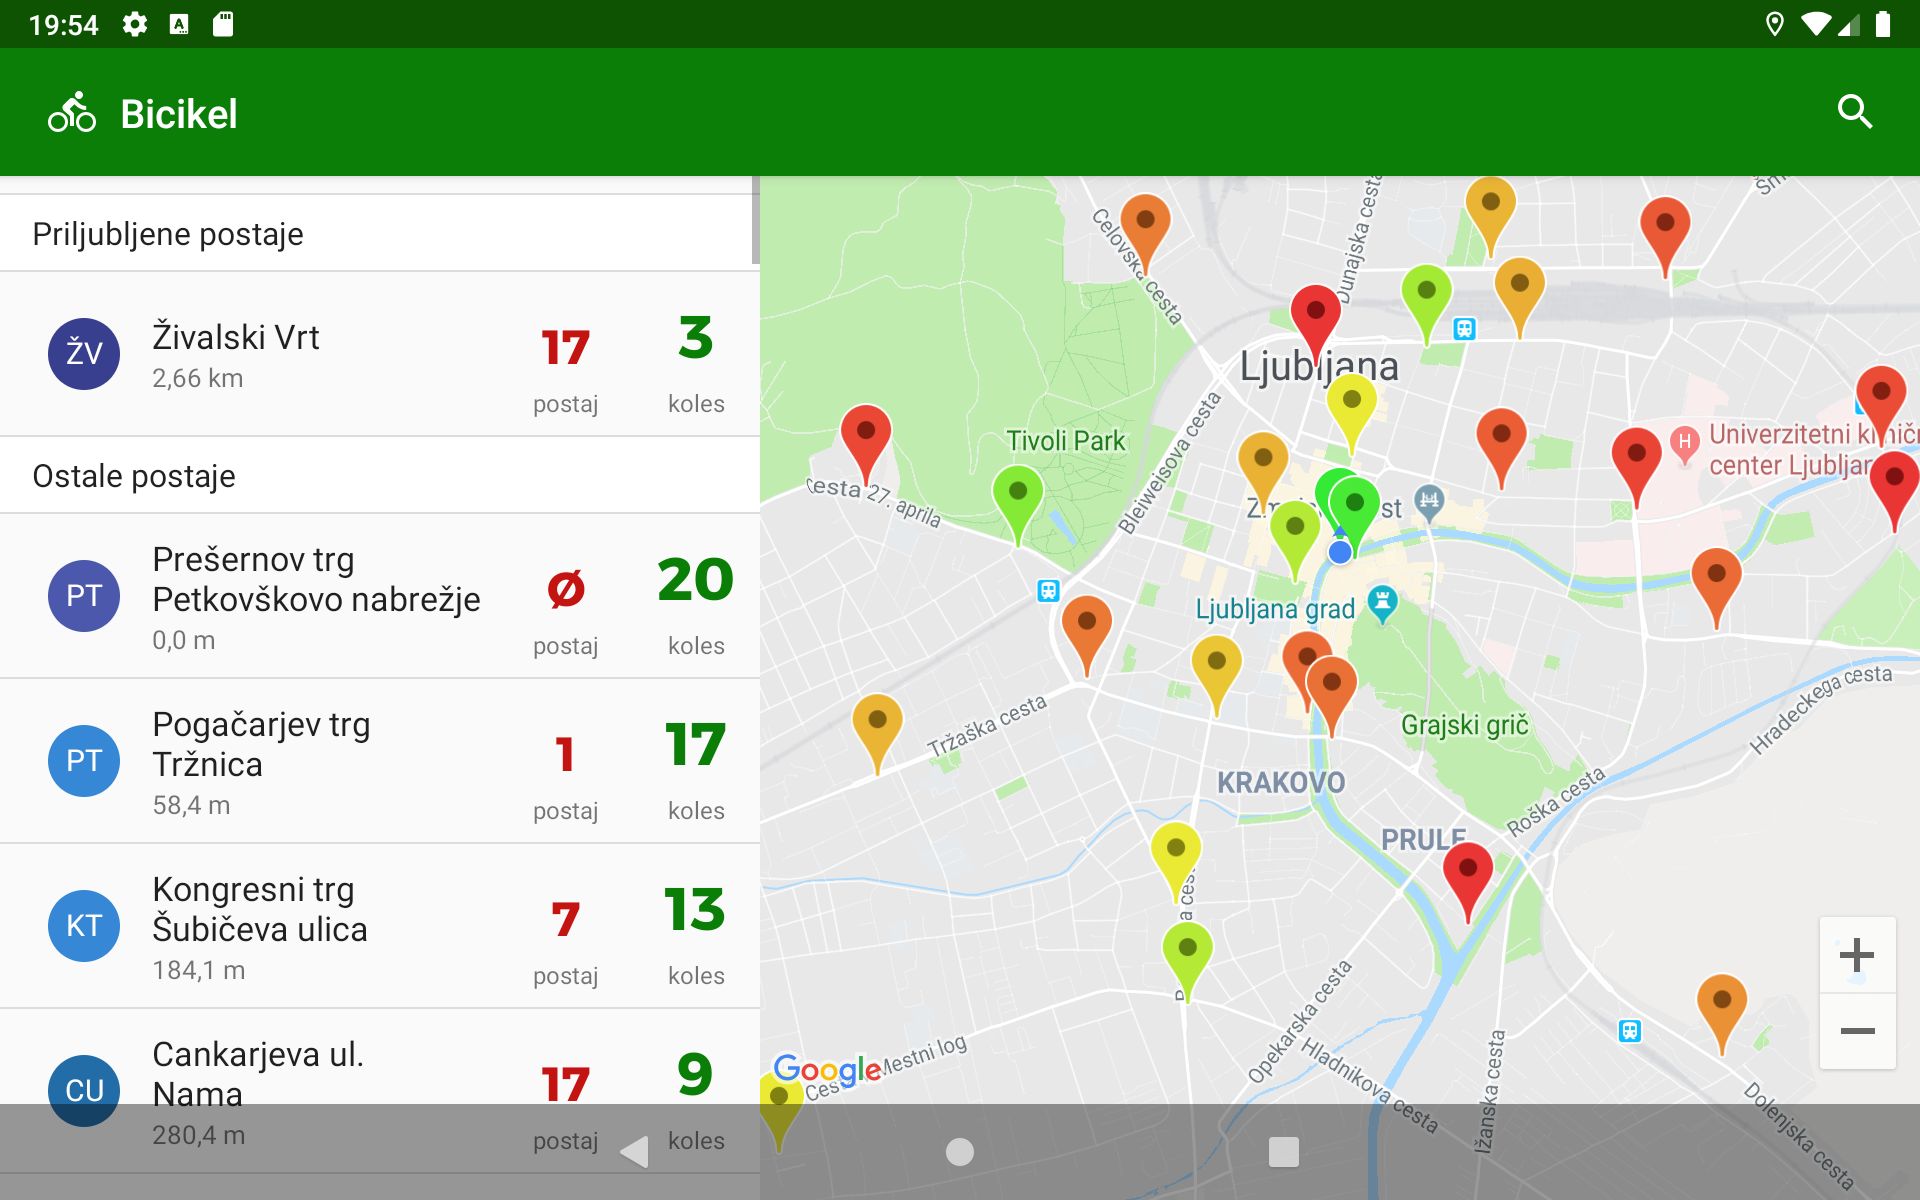 19:54
Bicikel
Priljubljene postaje
ŽV
Živalski Vrt
2,66 km
17
postaj
3
koles
Ostale postaje
PT
Prešernov trg
Petkovškovo nabrežje
0,0 m
Ø
postaj
20
koles
PT
Pogačarjev trg
Tržnica
58,4 m
1
postaj
17
koles
KT
Kongresni trg
Šubičeva ulica
184,1 m
7
postaj
13
koles
CU
Cankarjeva ul.
Nama
280,4 m
17
postaj
9
koles
Celovška cesta
Dunajska cesta
Ljubljana
Tivoli Park
Bleiweisova cesta
cesta 27. aprila
H
Univerzitetni
center
Ljubljana grad
Tržaška cesta
Grajski grič
Hradeckega cesta
KRAKOVO
Roška cesta
PRULE
Opekarska cesta
Hladnikova cesta
Ižanska cesta
Dolenjska cesta
Mestni log
Google